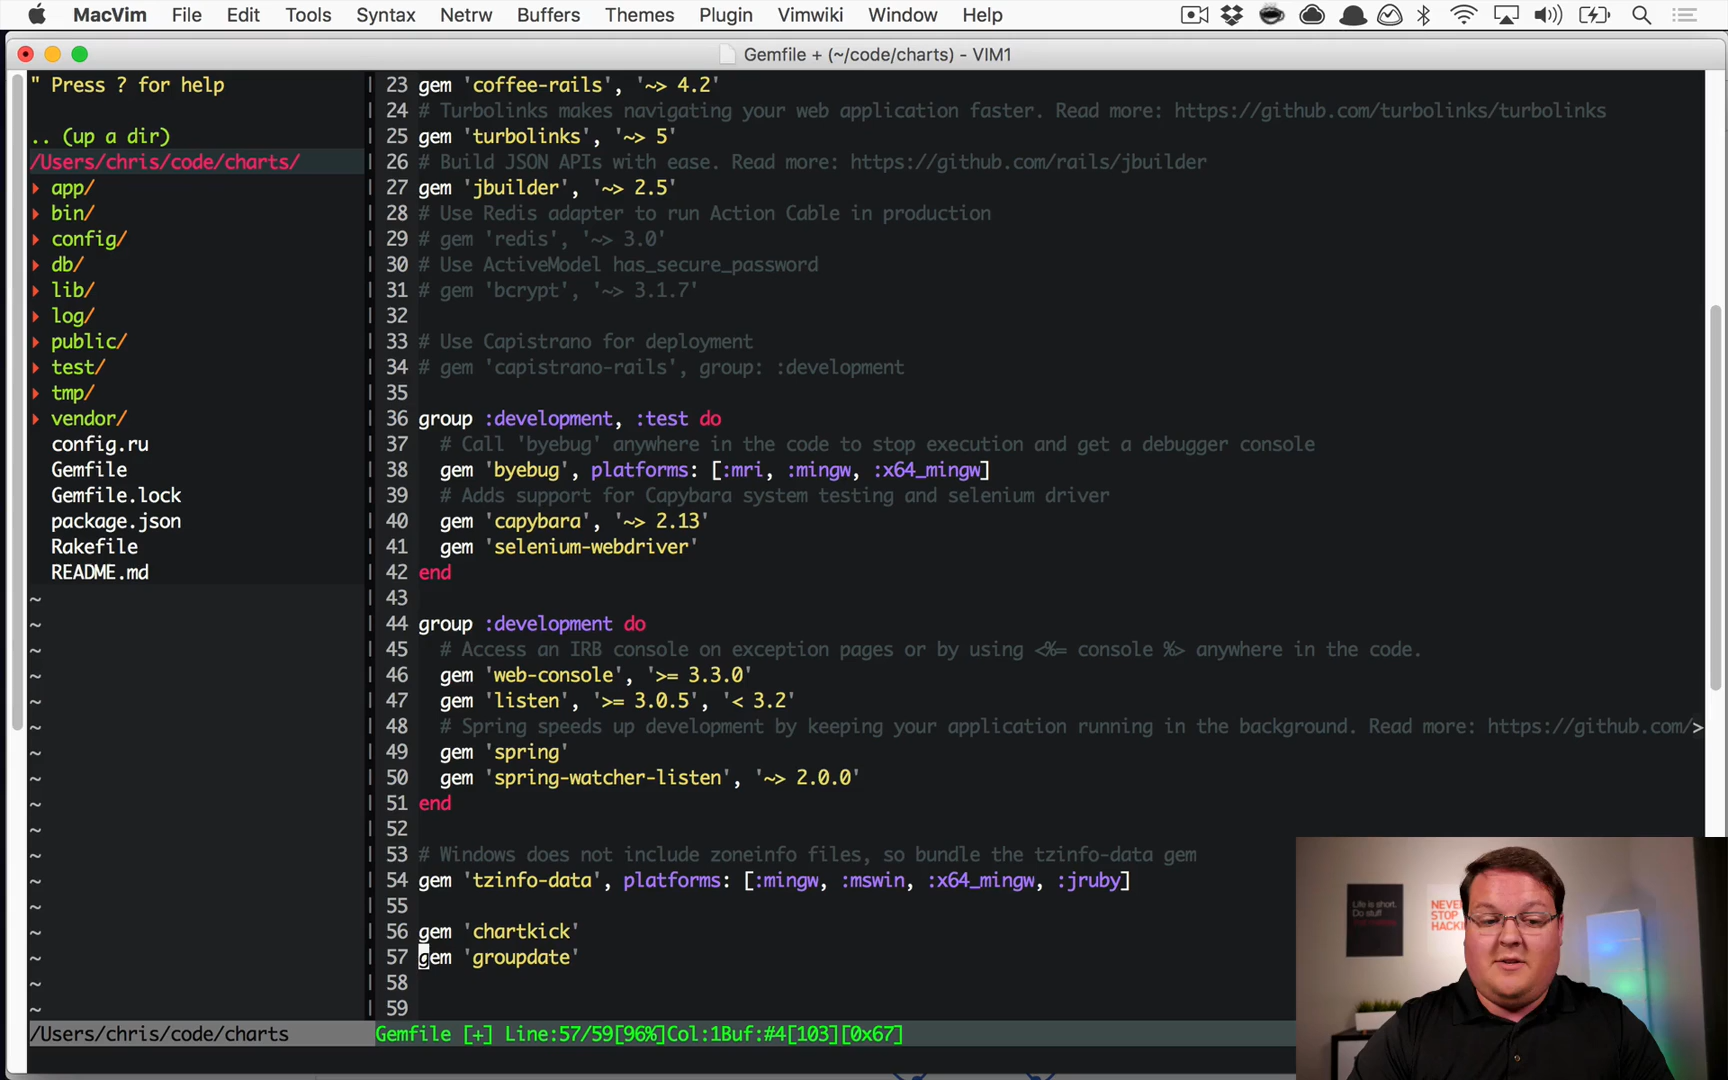 MacVim File Edit Tools Syntax Netrw Buffers Themes Plugin Vimwiki Window Help
Gemfile + (~/code/charts) - VIM1
" Press ? for help
.. (up a dir)
/Users/chris/code/charts/
▸ app/
▸ bin/
▸ config/
▸ db/
▸ lib/
▸ log/
▸ public/
▸ test/
▸ tmp/
▸ vendor/
config.ru
Gemfile
Gemfile.lock
package.json
Rakefile
README.md
23 gem 'coffee-rails', '~> 4.2'
24 # Turbolinks makes navigating your web application faster. Read more: https://github.com/turbolinks/turbolinks
25 gem 'turbolinks', '~> 5'
26 # Build JSON APIs with ease. Read more: https://github.com/rails/jbuilder
27 gem 'jbuilder', '~> 2.5'
28 # Use Redis adapter to run Action Cable in production
29 # gem 'redis', '~> 3.0'
30 # Use ActiveModel has_secure_password
31 # gem 'bcrypt', '~> 3.1.7'
32
33 # Use Capistrano for deployment
34 # gem 'capistrano-rails', group: :development
35
36 group :development, :test do
37 # Call 'byebug' anywhere in the code to stop execution and get a debugger console
38 gem 'byebug', platforms: [:mri, :mingw, :x64_mingw]
39 # Adds support for Capybara system testing and selenium driver
40 gem 'capybara', '~> 2.13'
41 gem 'selenium-webdriver'
42 end
43
44 group :development do
45 # Access an IRB console on exception pages or by using <%= console %> anywhere in the code.
46 gem 'web-console', '>= 3.3.0'
47 gem 'listen', '>= 3.0.5', '< 3.2'
48 # Spring speeds up development by keeping your application running in the background. Read more: https://github.com/>
49 gem 'spring'
50 gem 'spring-watcher-listen', '~> 2.0.0'
51 end
52
53 # Windows does not include zoneinfo files, so bundle the tzinfo-data gem
54 gem 'tzinfo-data', platforms: [:mingw, :mswin, :x64_mingw, :jruby]
55
56 gem 'chartkick'
57 gem 'groupdate'
58
59
/Users/chris/code/charts
Gemfile [+] Line:57/59[96%]Col:1Buf:#4[103][0x67]
Life is short.
Do stuff
NEVER
STOP
HACKIN